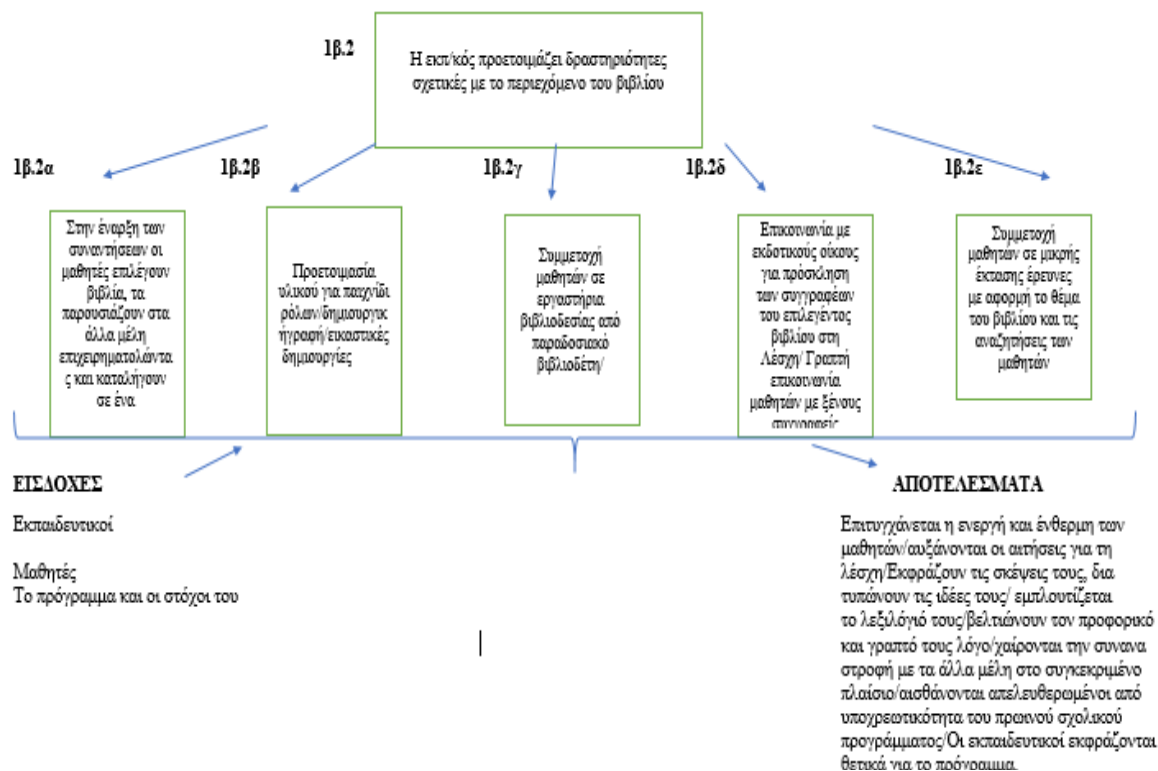 1β.2
Η εκπ/κός προετοιμάζει δραστηριότητες
σχετικές με το περιεχόμενο του βιβλίου
1β.2α
1β.2β
1β.2γ
1β.2δ
1β.2ε
Στην έναρξη των
συναντήσεων οι
μαθητές επιλέγουν
βιβλία, τα
παρουσιάζουν στα
άλλα μέλη
επιχειρηματολώντα
ς και καταλήγουν
σε ένα
Προετοιμασία
υλικού για παιχνίδι
ρόλων/δημιουργικ
ήγραφή/εικαστικές
δημιουργίες
Συμμετοχή
μαθητών σε
εργαστήρια
βιβλιοδεσίας από
παραδοσιακό
βιβλιοδέτη/
Επικοινωνία με
εκδοτικούς οίκους
για πρόσκληση
των συγγραφέων
του επιλεγέντος
βιβλίου στη
Λέσχη/ Γραπτή
επικοινωνία
μαθητών με ξένους
συγγραφείς
Συμμετοχή
μαθητών σε μικρής
έκτασης έρευνες
με αφορμή το θέμα
του βιβλίου και τις
αναζητήσεις των
μαθητών
ΕΙΣΔΟΧΕΣ
Εκπαιδευτικοί
Μαθητές
Το πρόγραμμα και οι στόχοι του
ΑΠΟΤΕΛΕΣΜΑΤΑ
Επιτυγχάνεται η ενεργή και ένθερμη των
μαθητών/αυξάνονται οι αιτήσεις για τη
λέσχη/Εκφράζουν τις σκέψεις τους, δια
τυπώνουν τις ιδέες τους/ εμπλουτίζεται
το λεξιλόγιό τους/βελτιώνουν τον προφορικό
και γραπτό τους λόγο/χαίρονται την συνανα
στροφή με τα άλλα μέλη στο συγκεκριμένο
πλαίσιο/αισθάνονται απελευθερωμένοι από
υποχρεωτικότητα του πρωινού σχολικού
προγράμματος/Οι εκπαιδευτικοί εκφράζονται
θετικά για το πρόγραμμα.